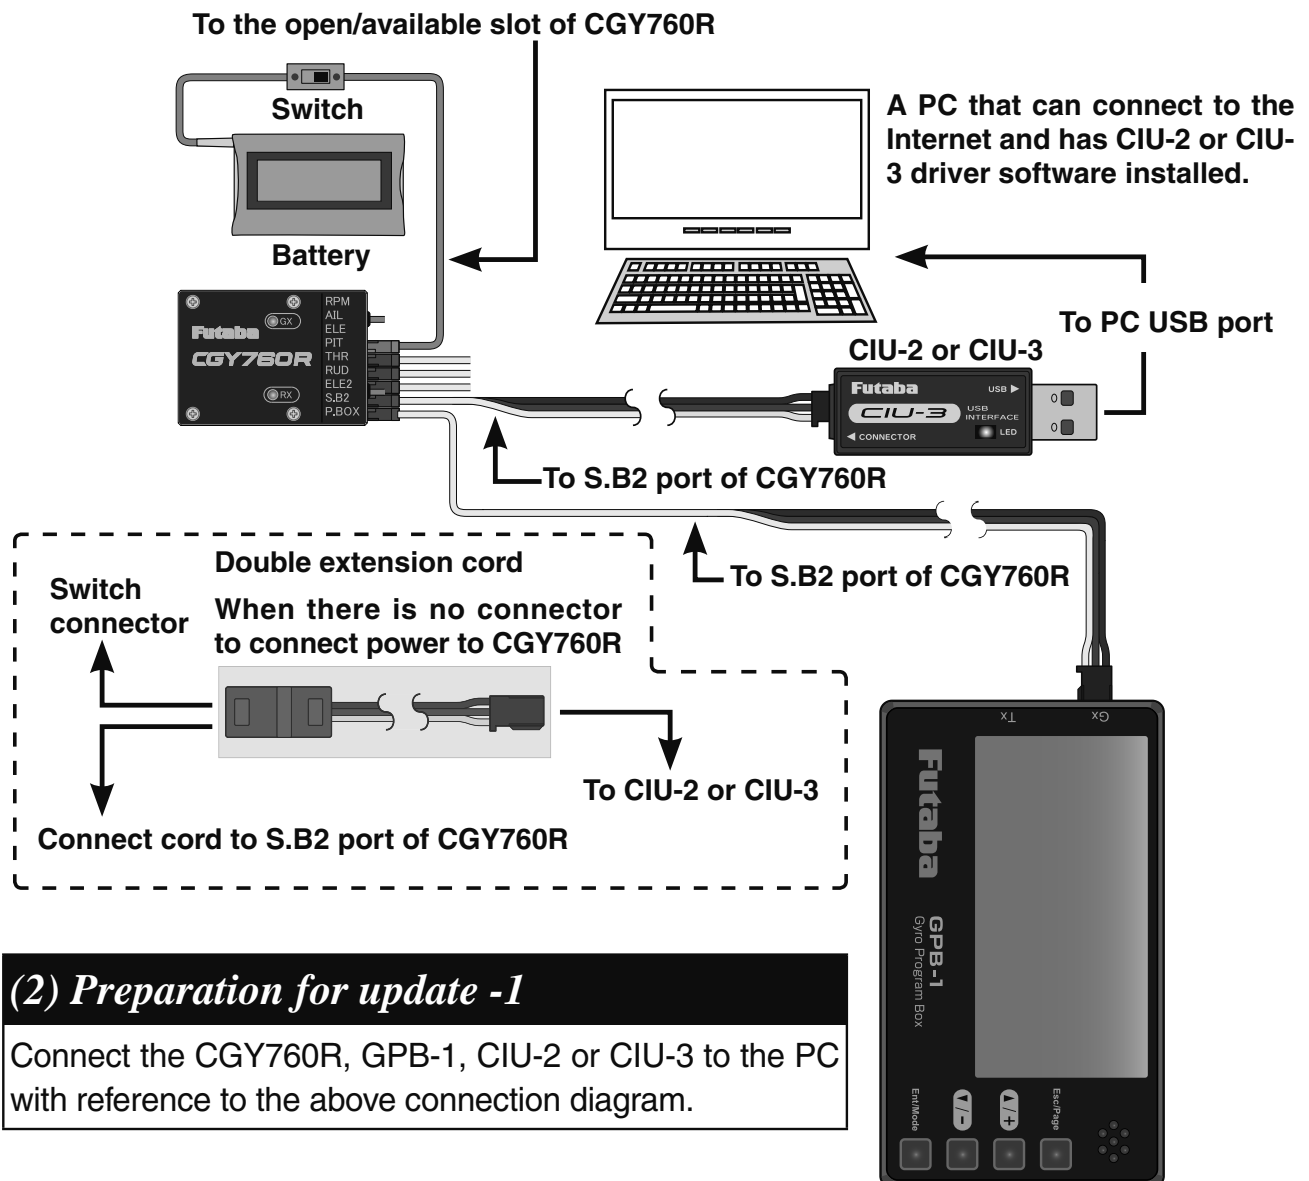 To the open/available slot of CGY760R
Switch
Battery
A PC that can connect to the
Internet and has CIU-2 or CIU-
3 driver software installed.
To PC USB port
CIU-2 or CIU-3
Futaba
CGY760R
GX
RX
RPM
AIL
ELE
PIT
THR
RUD
ELE2
S.B2
P.BOX
Futaba
USB ▶
CIU-3
USB
INTERFACE
LED
◀ CONNECTOR
To S.B2 port of CGY760R
To S.B2 port of CGY760R
Double extension cord
When there is no connector
to connect power to CGY760R
Switch
connector
To CIU-2 or CIU-3
Connect cord to S.B2 port of CGY760R
Tx
Gx
Futaba
GPB-1
Gyro Program Box
Ent/Mode
▼/-
▲/+
Esc/Page
(2) Preparation for update -1
Connect the CGY760R, GPB-1, CIU-2 or CIU-3 to the PC
with reference to the above connection diagram.